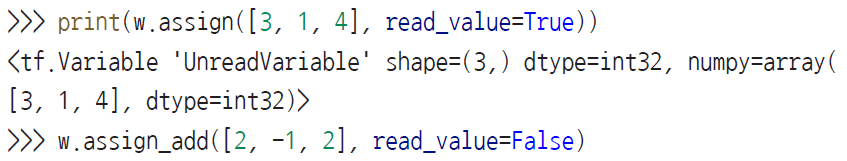 >>> print(w.assign([3, 1, 4], read_value=True))
<tf.Variable 'UnreadVariable' shape=(3,) dtype=int32, numpy=array(
[3, 1, 4], dtype=int32)>
>>> w.assign_add([2, -1, 2], read_value=False)